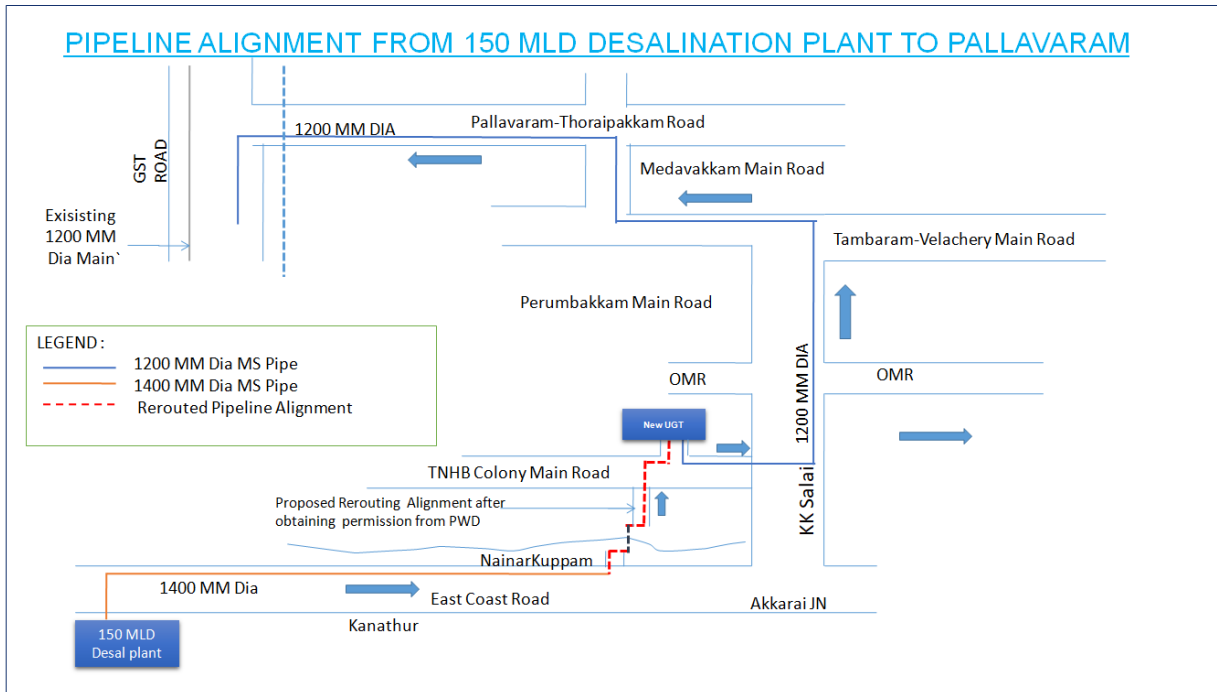 PIPELINE ALIGNMENT FROM 150 MLD DESALINATION PLANT TO PALLAVARAM
1200 MM DIA
Pallavaram-Thoraipakkam Road
GST
ROAD
Medavakkam Main Road
Exisisting
1200 MM
Dia Main`
Tambaram-Velachery Main Road
Perumbakkam Main Road
LEGEND :
1200 MM Dia MS Pipe
1400 MM Dia MS Pipe
Rerouted Pipeline Alignment
OMR
OMR
1200 MM DIA
New UGT
TNHB Colony Main Road
KK Salai
Proposed Rerouting Alignment after
obtaining permission from PWD
NainarKuppam
1400 MM Dia
East Coast Road
Akkarai JN
Kanathur
150 MLD
Desal plant